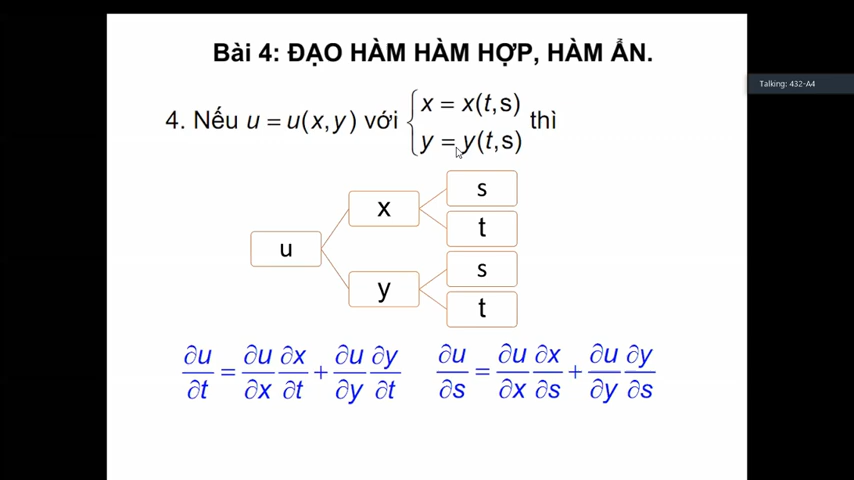 Bài 4: ĐẠO HÀM HÀM HỢP, HÀM ẨN.
Talking: 432-A4
4. Nếu u = u(x,y) với { x = x(t,s) y = y(t,s) thì
s
x
t
u
s
y
t
∂u/∂t = ∂u/∂x ∂x/∂t + ∂u/∂y ∂y/∂t
∂u/∂s = ∂u/∂x ∂x/∂s + ∂u/∂y ∂y/∂s